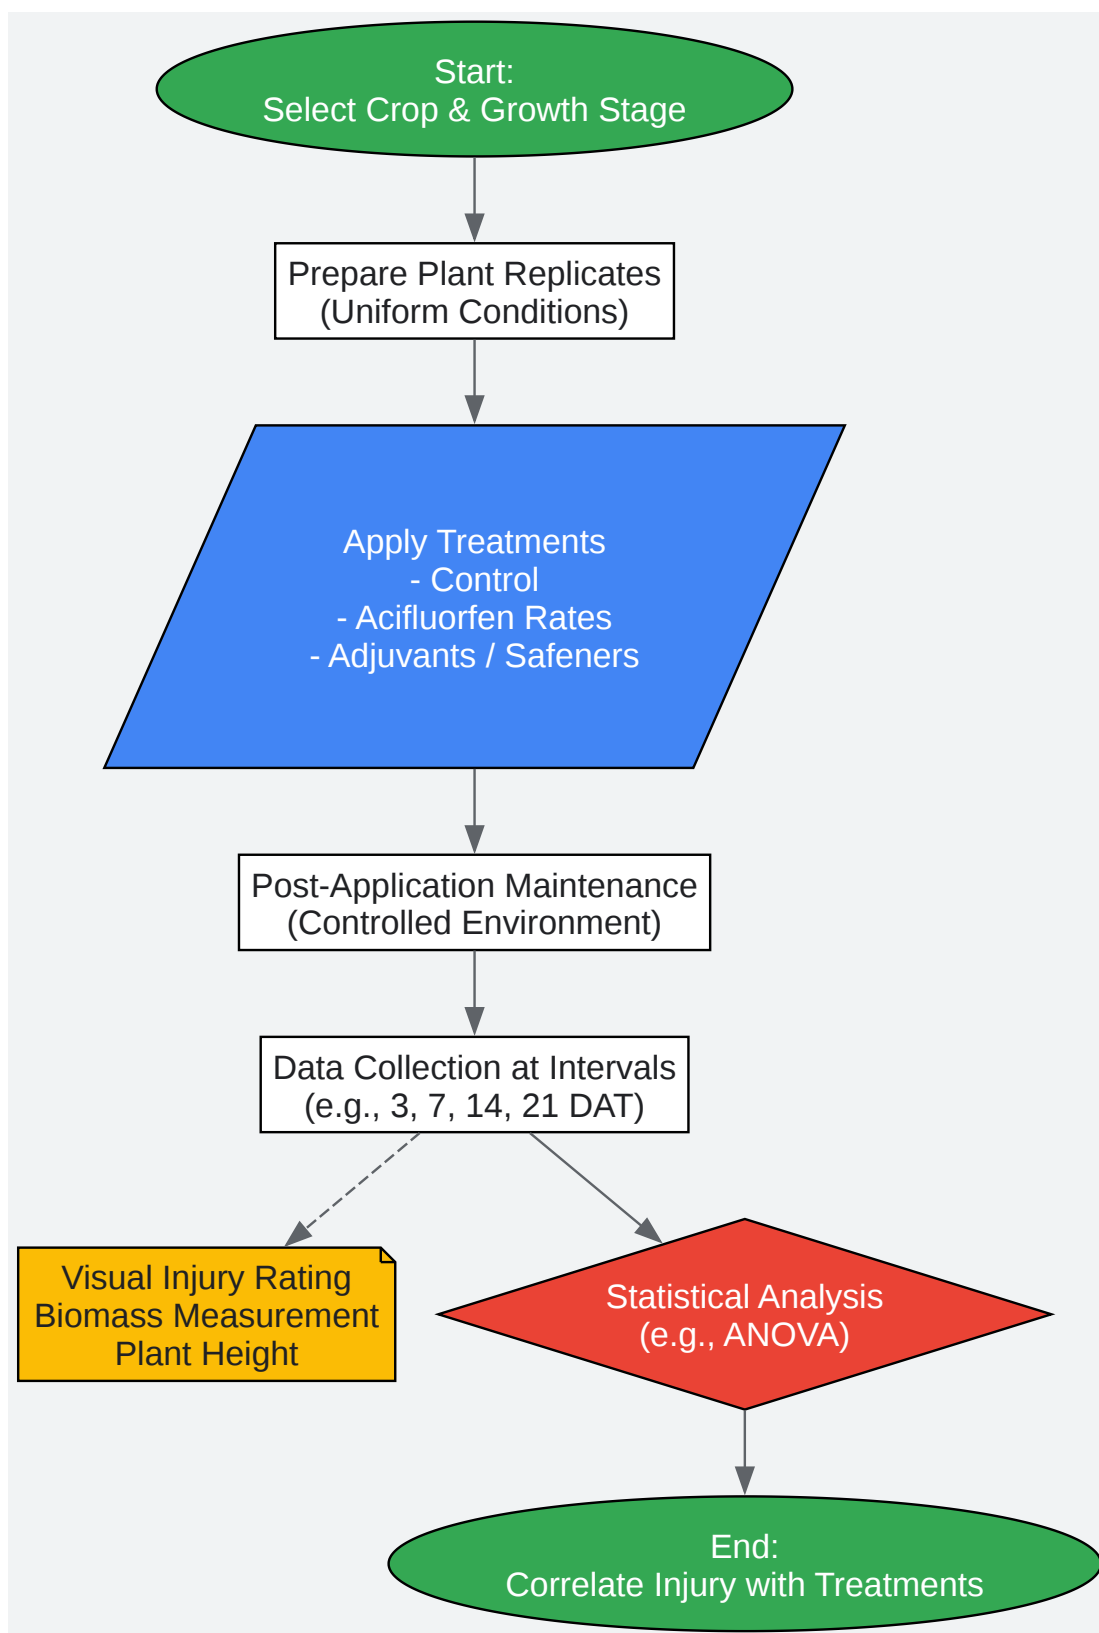 Start:
Select Crop & Growth Stage
Prepare Plant Replicates
(Uniform Conditions)
Apply Treatments
- Control
- Acifluorfen Rates
- Adjuvants / Safeners
Post-Application Maintenance
(Controlled Environment)
Data Collection at Intervals
(e.g., 3, 7, 14, 21 DAT)
Visual Injury Rating
Biomass Measurement
Plant Height
Statistical Analysis
(e.g., ANOVA)
End:
Correlate Injury with Treatments